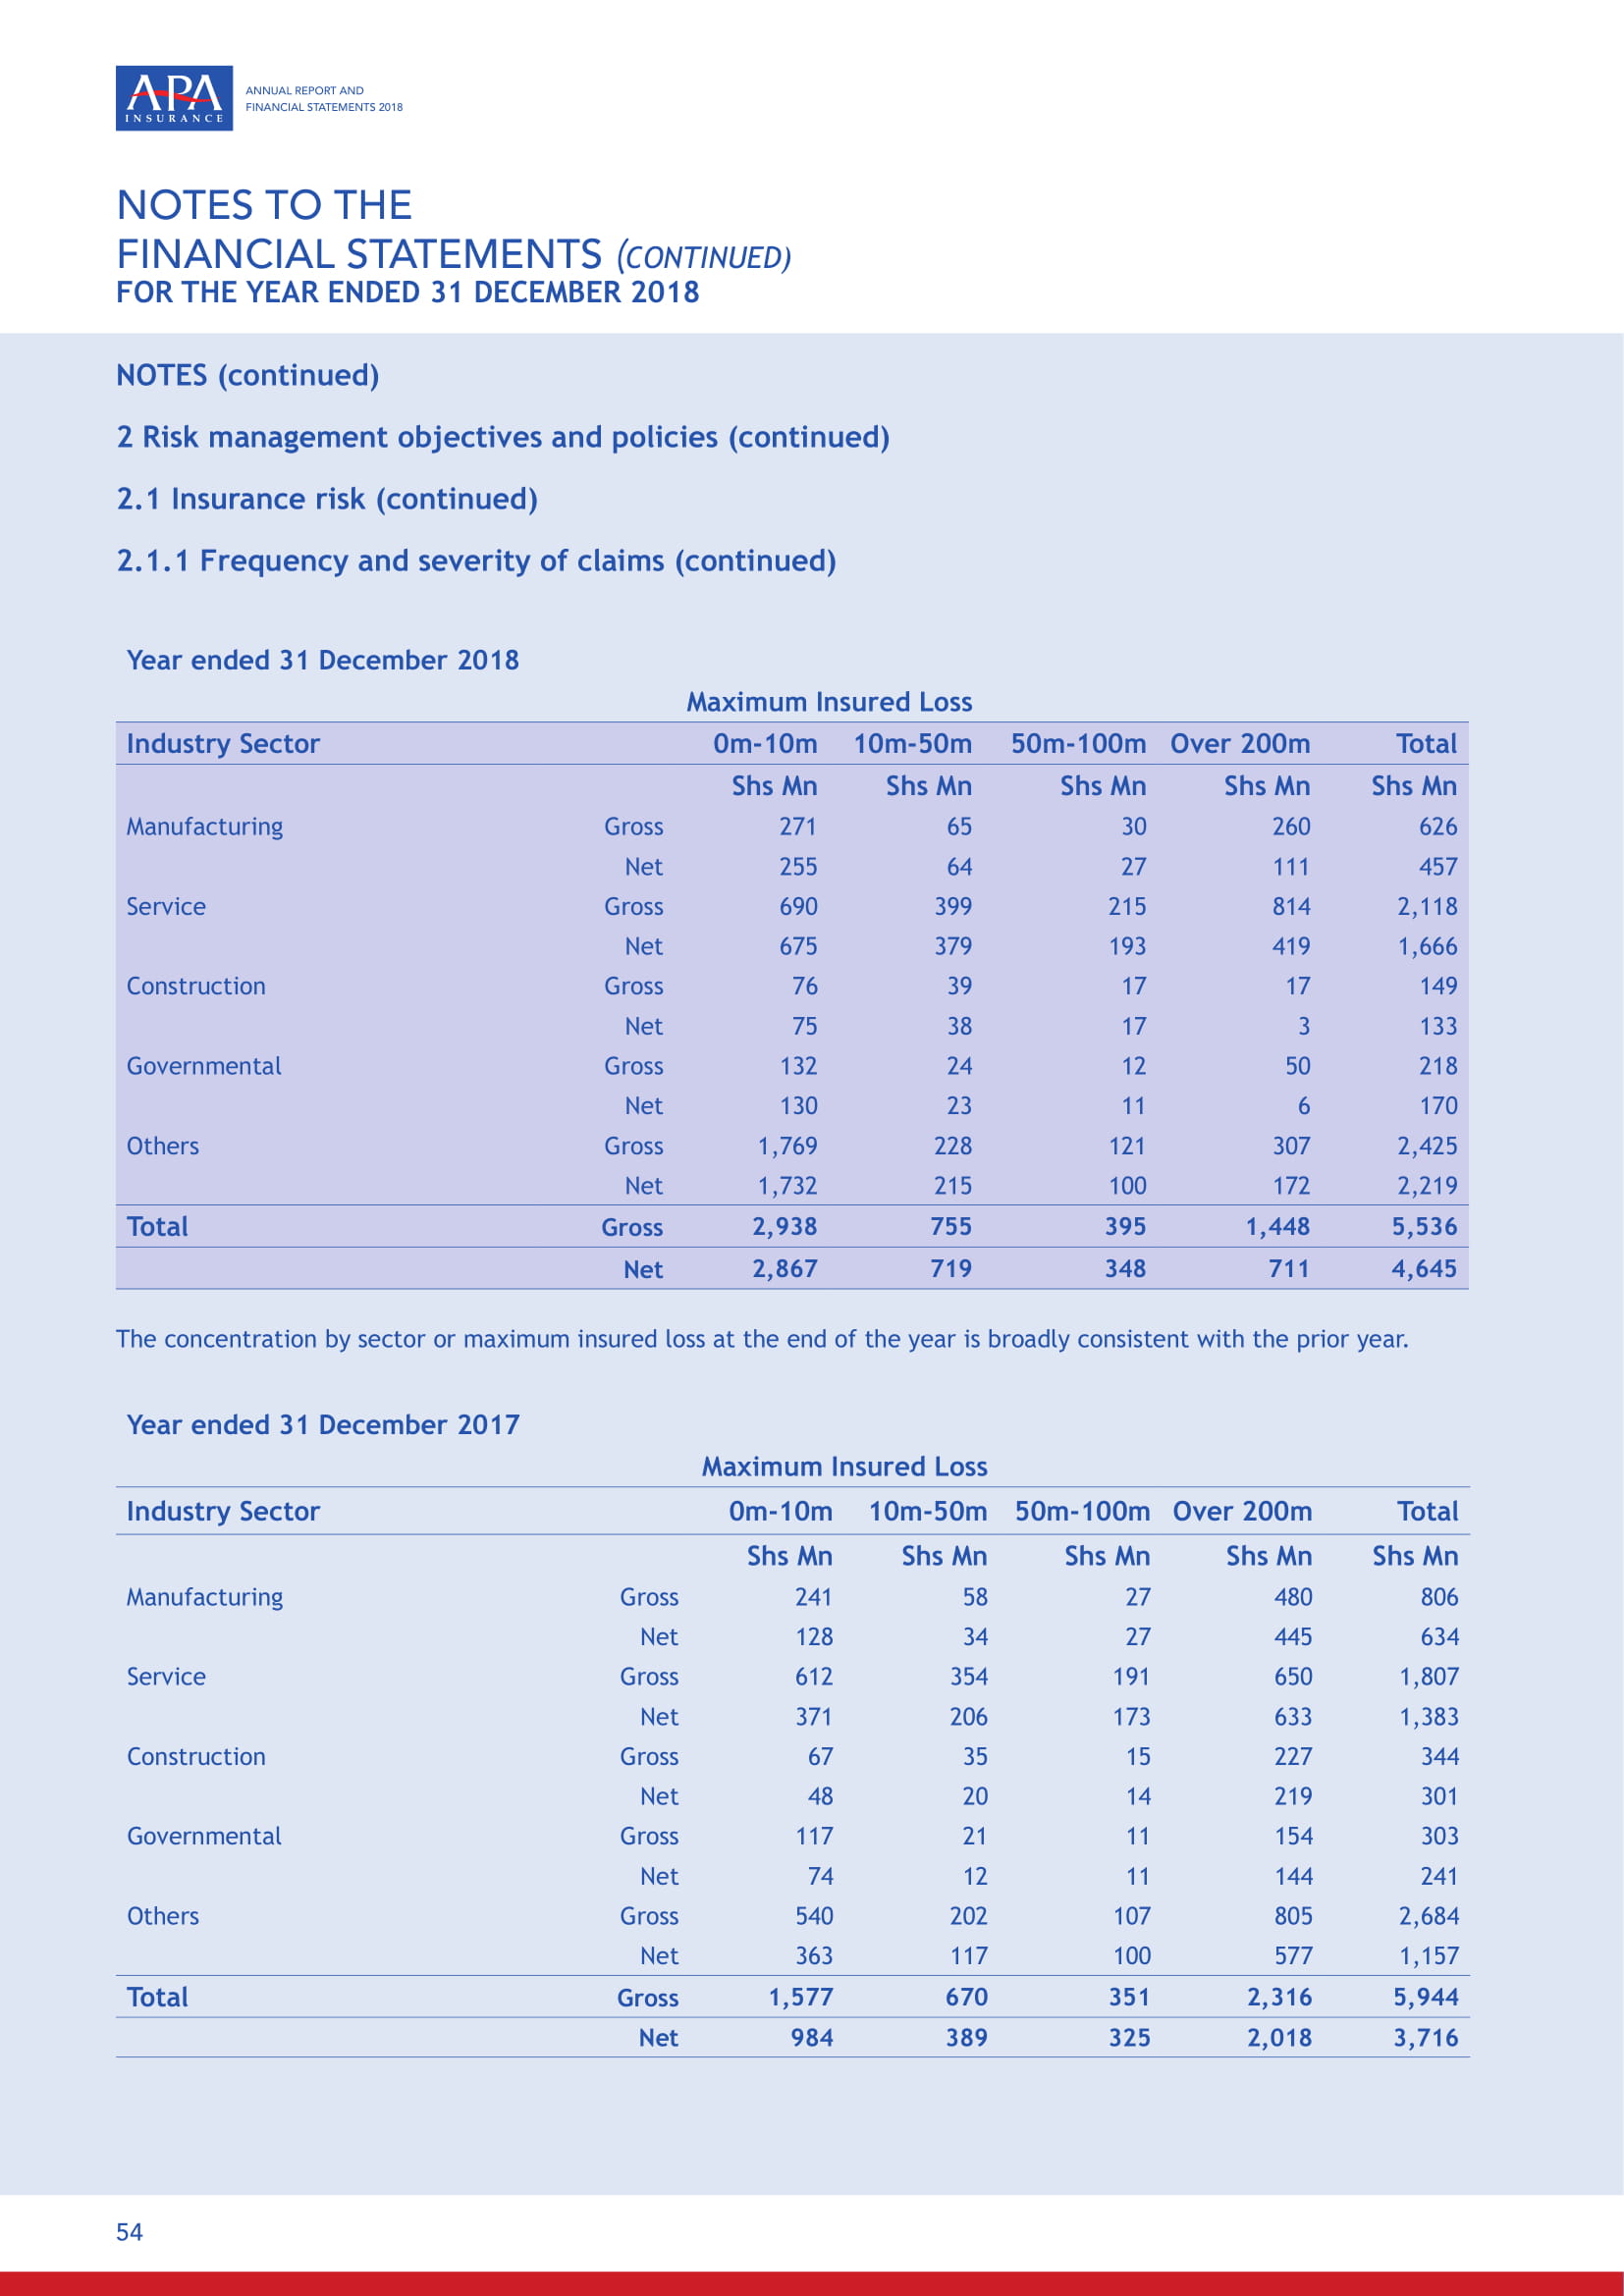 APA
INSURANCE
ANNUAL REPORT AND
FINANCIAL STATEMENTS 2018
NOTES TO THE
FINANCIAL STATEMENTS (CONTINUED)
FOR THE YEAR ENDED 31 DECEMBER 2018
NOTES (continued)
2 Risk management objectives and policies (continued)
2.1 Insurance risk (continued)
2.1.1 Frequency and severity of claims (continued)
Year ended 31 December 2018
Maximum Insured Loss
Industry Sector 0m-10m 10m-50m 50m-100m Over 200m Total
Shs Mn Shs Mn Shs Mn Shs Mn Shs Mn
Manufacturing Gross 271 65 30 260 626
Net 255 64 27 111 457
Service Gross 690 399 215 814 2,118
Net 675 379 193 419 1,666
Construction Gross 76 39 17 17 149
Net 75 38 17 3 133
Governmental Gross 132 24 12 50 218
Net 130 23 11 6 170
Others Gross 1,769 228 121 307 2,425
Net 1,732 215 100 172 2,219
Total Gross 2,938 755 395 1,448 5,536
Net 2,867 719 348 711 4,645
The concentration by sector or maximum insured loss at the end of the year is broadly consistent with the prior year.
Year ended 31 December 2017
Maximum Insured Loss
Industry Sector 0m-10m 10m-50m 50m-100m Over 200m Total
Shs Mn Shs Mn Shs Mn Shs Mn Shs Mn
Manufacturing Gross 241 58 27 480 806
Net 128 34 27 445 634
Service Gross 612 354 191 650 1,807
Net 371 206 173 633 1,383
Construction Gross 67 35 15 227 344
Net 48 20 14 219 301
Governmental Gross 117 21 11 154 303
Net 74 12 11 144 241
Others Gross 540 202 107 805 2,684
Net 363 117 100 577 1,157
Total Gross 1,577 670 351 2,316 5,944
Net 984 389 325 2,018 3,716
54